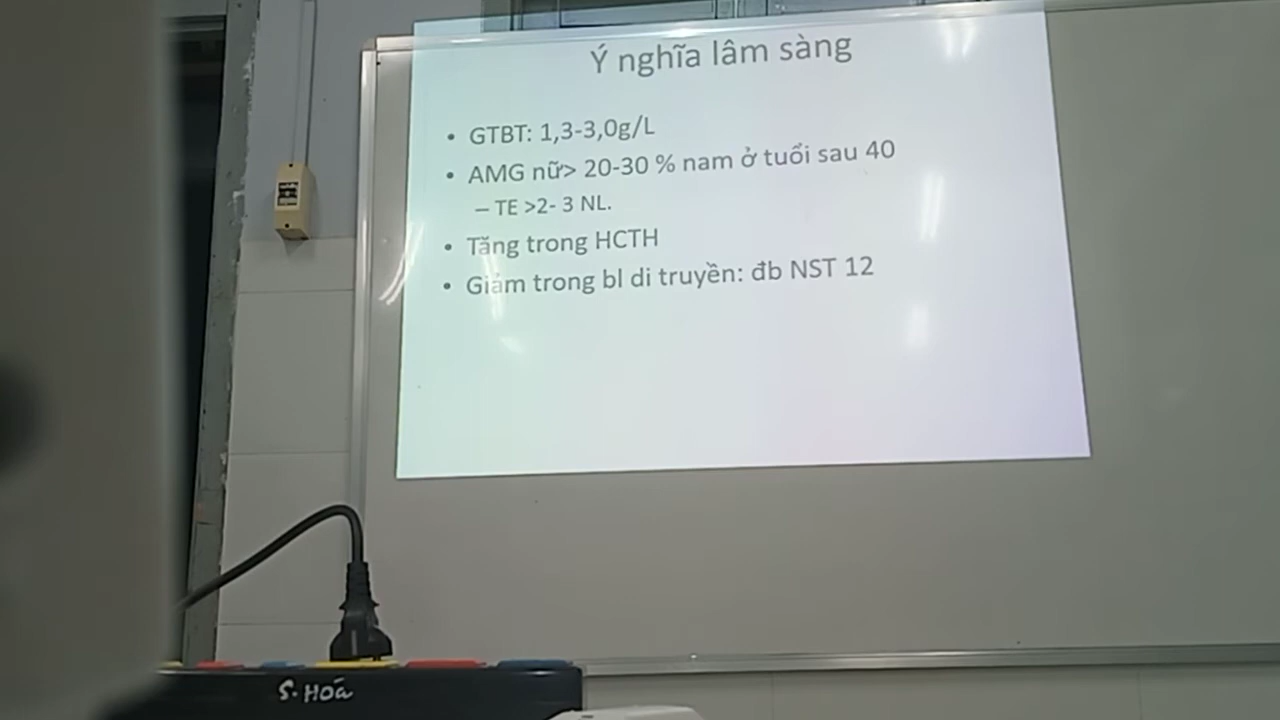 Ý nghĩa lâm sàng
• GTBT: 1,3-3,0g/L
• AMG nữ> 20-30 % nam ở tuổi sau 40
– TE >2- 3 NL.
• Tăng trong HCTH
• Giảm trong bl di truyền: đb NST 12
S. HOÁ